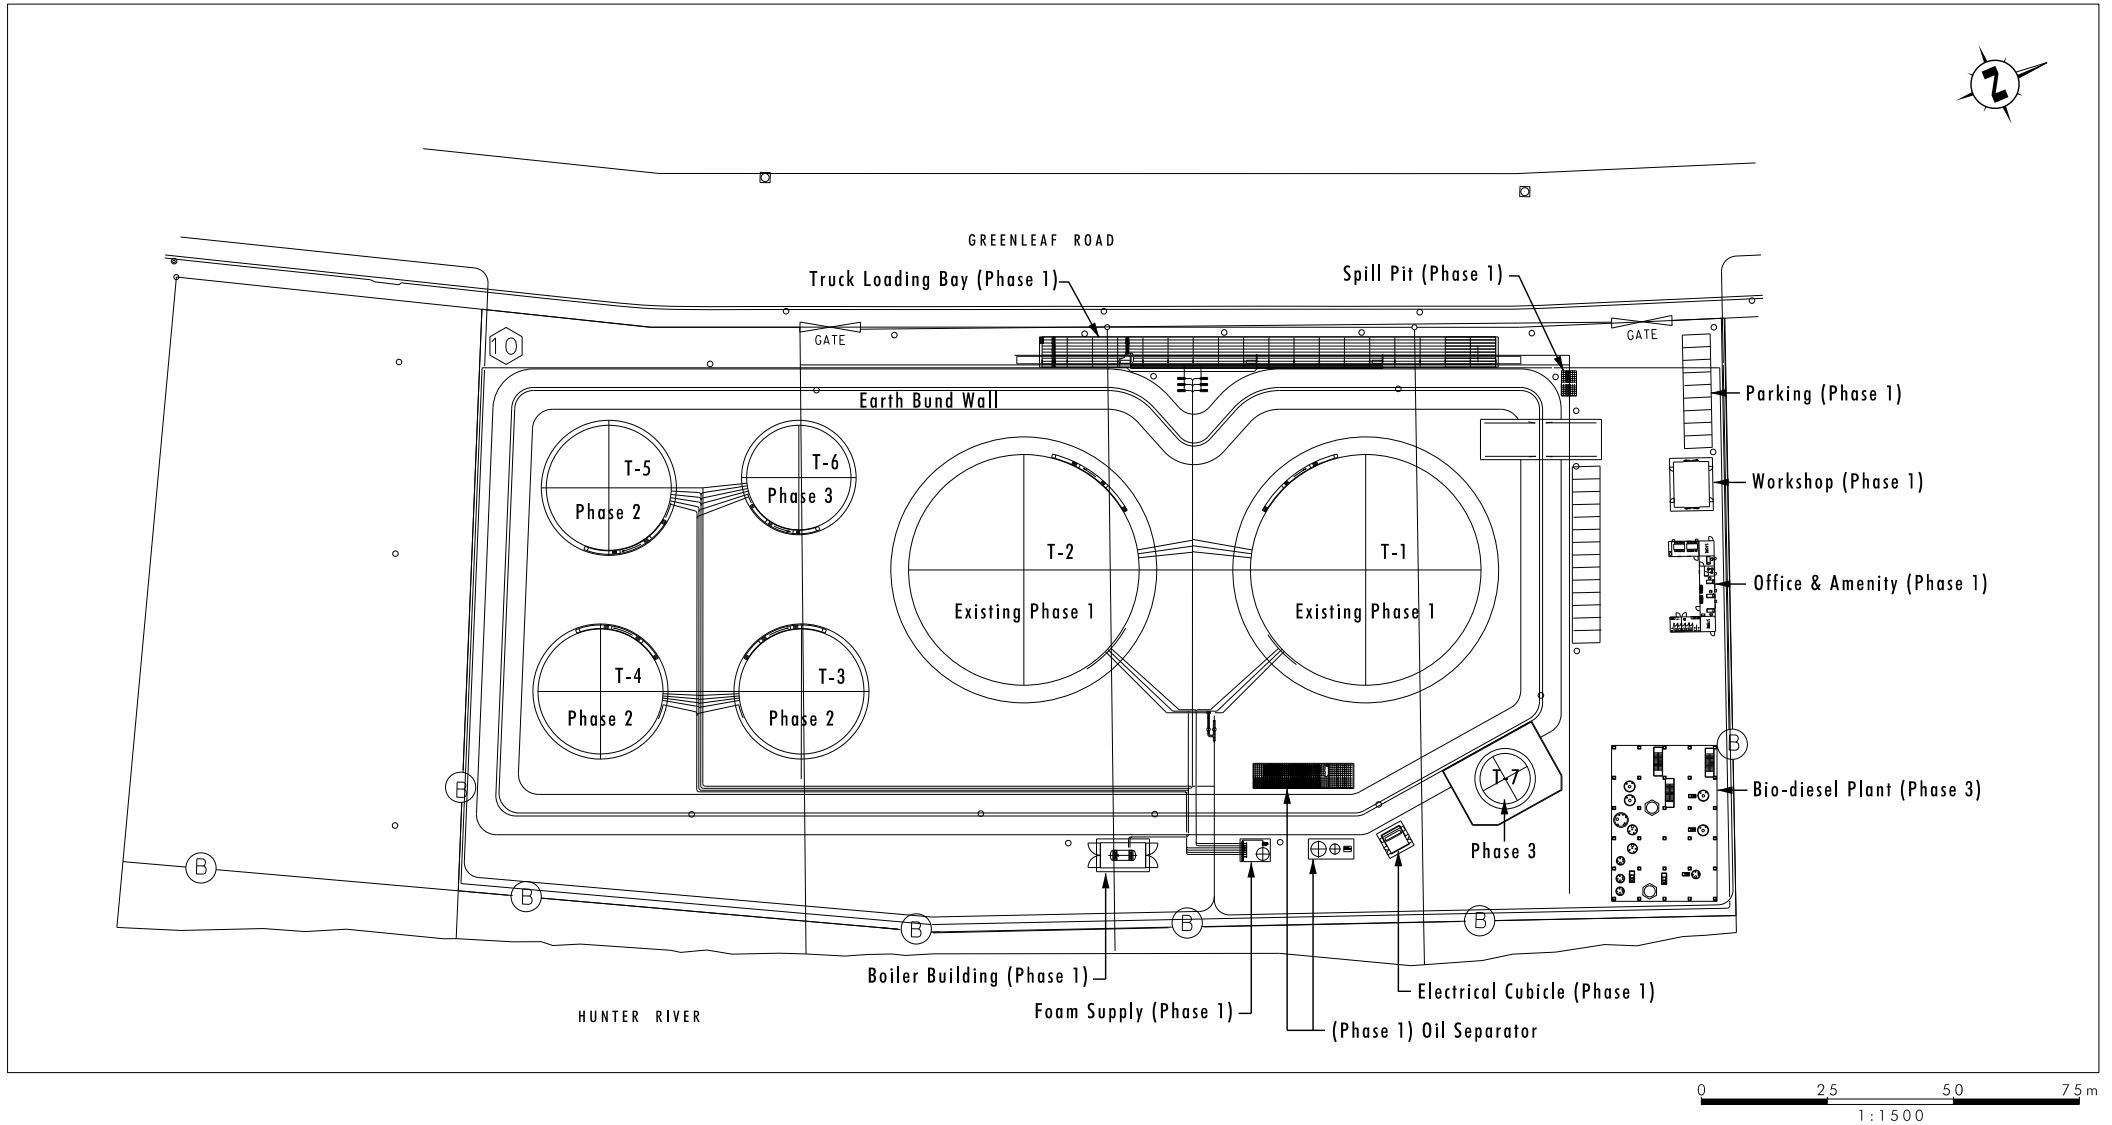 Z
GREENLEAF ROAD
Truck Loading Bay (Phase 1)
Spill Pit (Phase 1)
10
GATE
GATE
Earth Bund Wall
Parking (Phase 1)
T-5
Phase 2
T-6
Phase 3
Workshop (Phase 1)
T-2
Existing Phase 1
T-1
Existing Phase 1
Office & Amenity (Phase 1)
T-4
Phase 2
T-3
Phase 2
T-7
Phase 3
B
B
Bio-diesel Plant (Phase 3)
B
B
B
B
B
Boiler Building (Phase 1)
Foam Supply (Phase 1)
Electrical Cubicle (Phase 1)
(Phase 1) Oil Separator
HUNTER RIVER
0 25 50 75m
1:1500